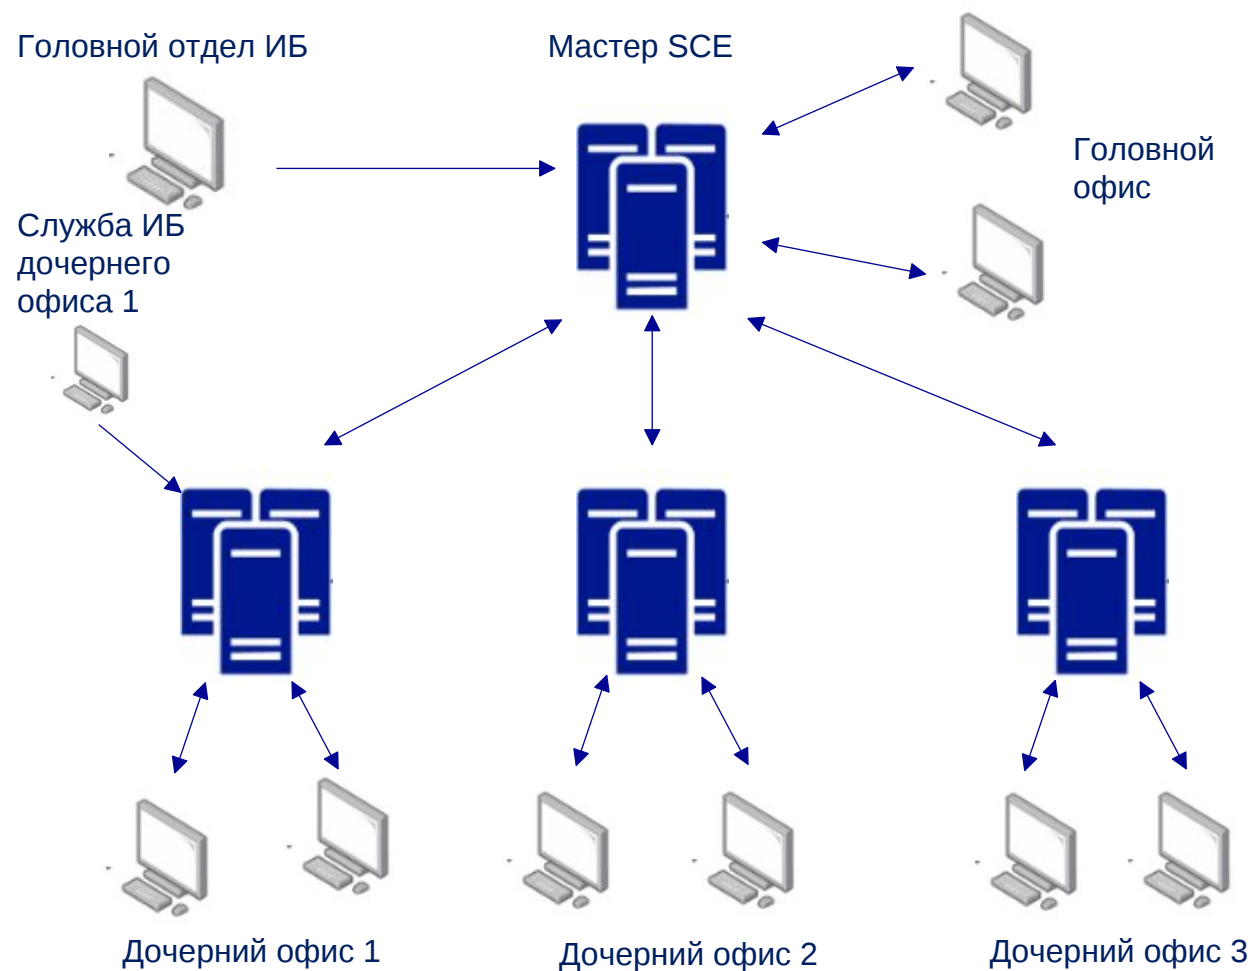 Головной отдел ИБ
Мастер SCE
Головной
офис
Служба ИБ
дочернего
офиса 1
Дочерний офис 1
Дочерний офис 2
Дочерний офис 3